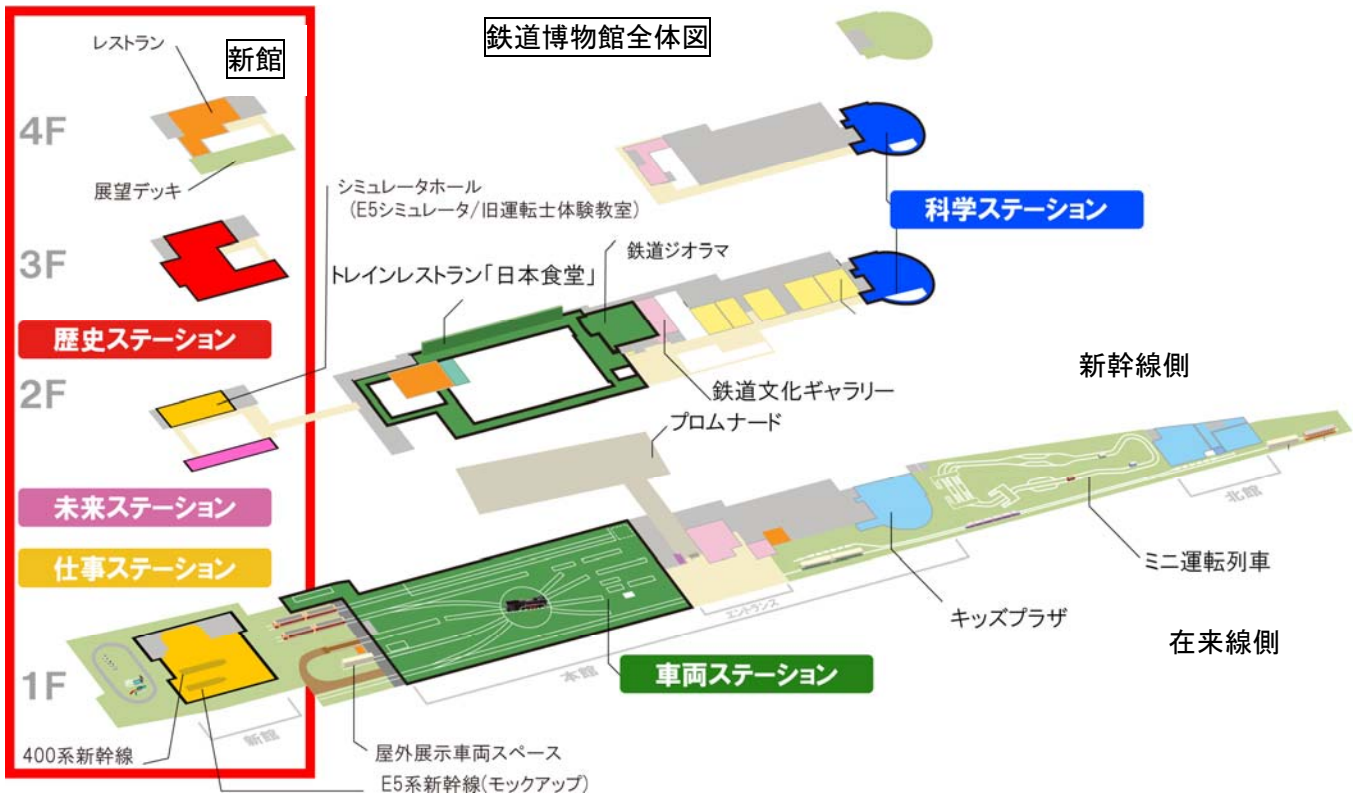 鉄道博物館全体図
新館
レストラン
4F
展望デッキ
シミュレータホール
(E5シミュレータ/旧運転士体験教室)
科学ステーション
3F
鉄道ジオラマ
トレインレストラン「日本食堂」
歴史ステーション
2F
新幹線側
鉄道文化ギャラリー
プロムナード
未来ステーション
仕事ステーション
北館
ミニ運転列車
エントランス
キッズプラザ
在来線側
本館
車両ステーション
1F
新館
400系新幹線
屋外展示車両スペース
E5系新幹線(モックアップ)